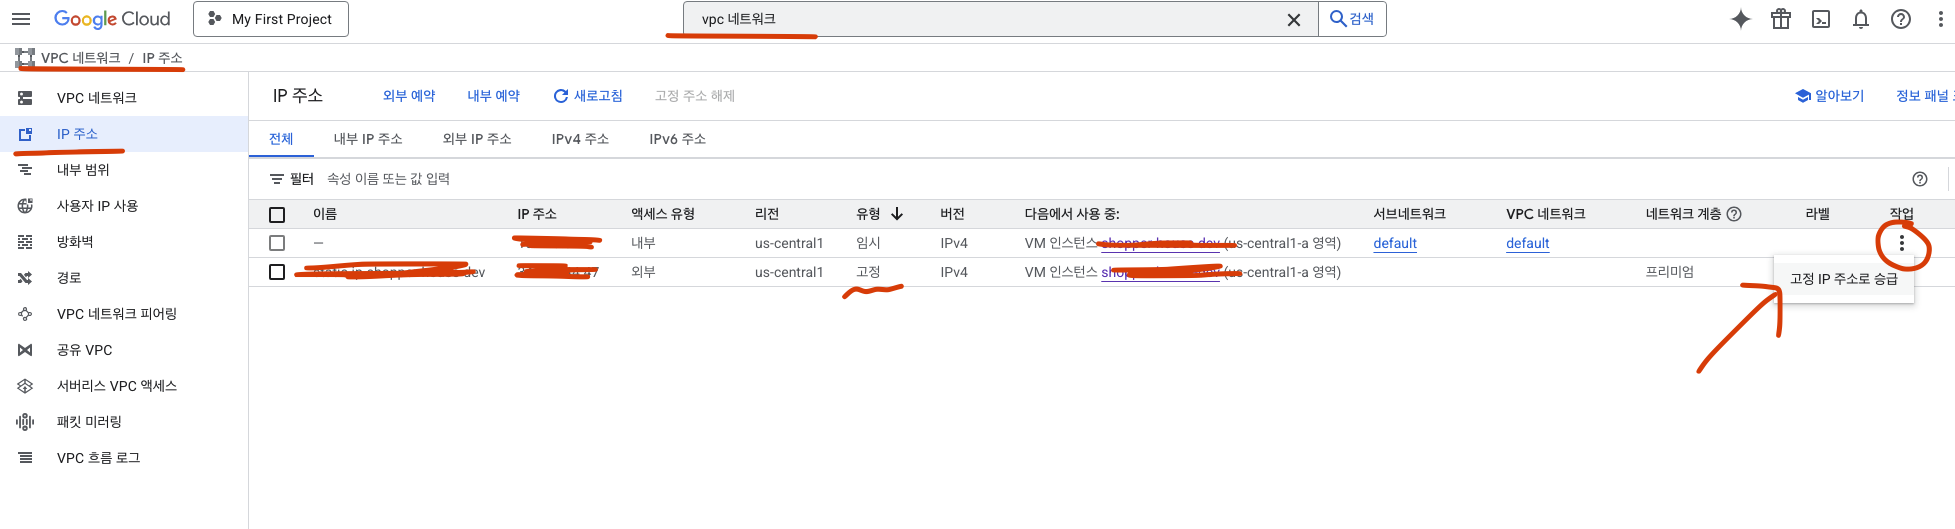 Google Cloud My First Project vpc 네트워크 검색
VPC 네트워크 / IP 주소
IP 주소 외부 예약 내부 예약 새로고침 고정 주소 해제 알아보기 정보 패널
VPC 네트워크
IP 주소
내부 범위
사용자 IP 사용
방화벽
경로
VPC 네트워크 피어링
공유 VPC
서버리스 VPC 액세스
패킷 미러링
VPC 흐름 로그
전체 내부 IP 주소 외부 IP 주소 IPv4 주소 IPv6 주소
필터 속성 이름 또는 값 입력
이름 IP 주소 액세스 유형 리전 유형 버전 다음에서 사용 중: 서브네트워크 VPC 네트워크 네트워크 계층 라벨 작업
— 내부 us-central1 임시 IPv4 VM 인스턴스 (us-central1-a 영역) default default
외부 us-central1 고정 IPv4 VM 인스턴스 (us-central1-a 영역) 프리미엄
고정 IP 주소로 승급